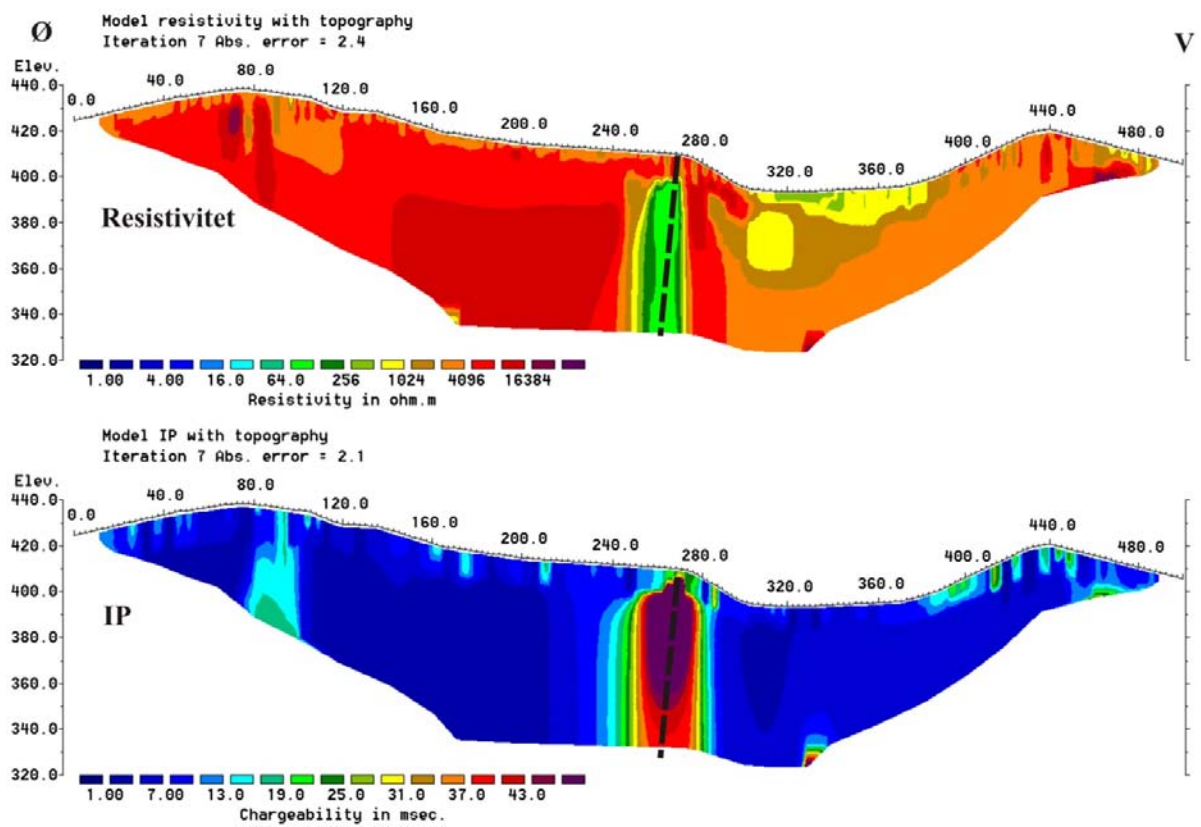 Model resistivity with topography
Ø
Iteration 7 Abs. error = 2.4
V
Elev.
440.0
0.0 40.0 80.0 120.0 160.0 200.0 240.0 280.0 320.0 360.0 400.0 440.0 480.0
420.0
400.0
Resistivitet
380.0
360.0
340.0
320.0
1.00 4.00 16.0 64.0 256 1024 4096 16384
Resistivity in ohm.m
Model IP with topography
Iteration 7 Abs. error = 2.1
Elev.
440.0
0.0 40.0 80.0 120.0 160.0 200.0 240.0 280.0 320.0 360.0 400.0 440.0 480.0
420.0
400.0
IP
380.0
360.0
340.0
320.0
1.00 7.00 13.0 19.0 25.0 31.0 37.0 43.0
Chargeability in msec.